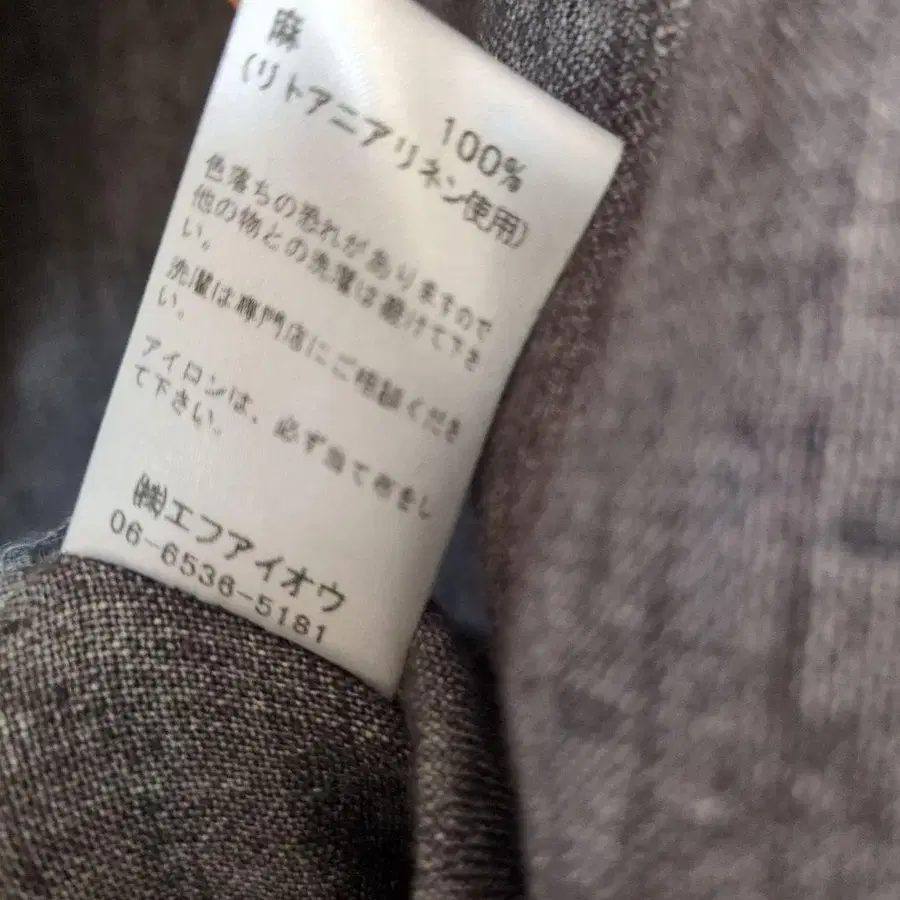 麻 100%
(リトアニアリネン使用)
色落ちの恐れがありますので
他の物との洗濯は避けて下さ
い。
洗濯は専門店にご相談くださ
い。
アイロンは、必ず当て布をし
て下さい。
㈱エフアイオウ
06-6536-5181